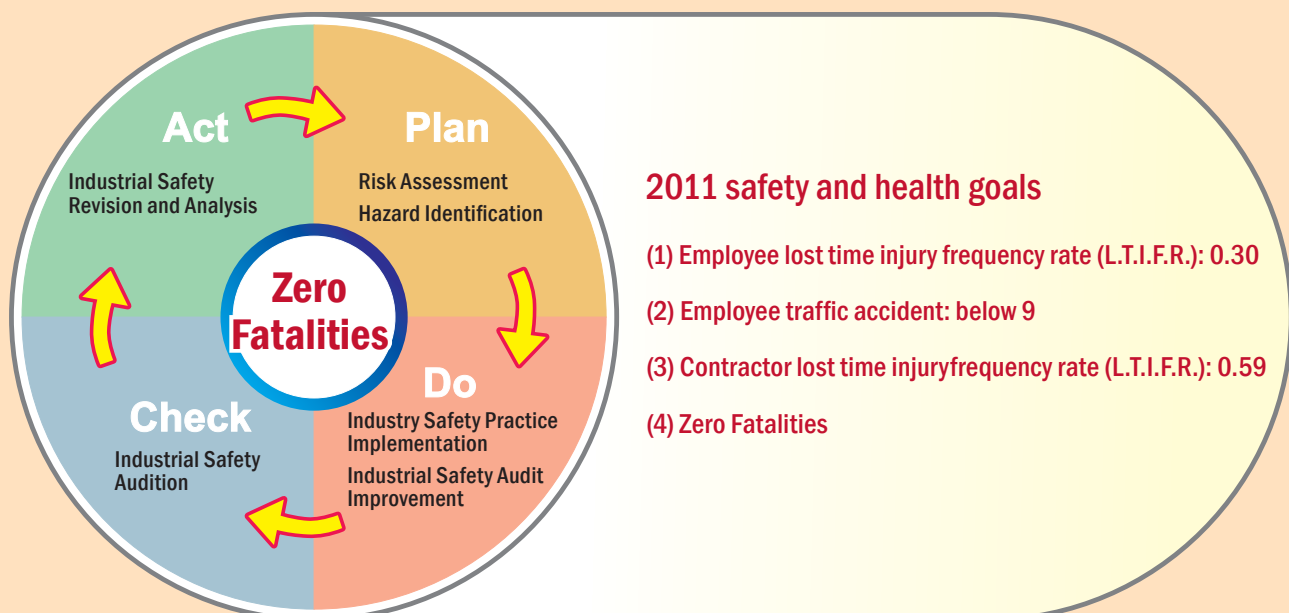 Act
Industrial Safety
Revision and Analysis
Plan
Risk Assessment
Hazard Identification
Zero
Fatalities
Do
Industry Safety Practice
Implementation
Industrial Safety Audit
Improvement
Check
Industrial Safety
Audition
2011 safety and health goals
(1) Employee lost time injury frequency rate (L.T.I.F.R.): 0.30
(2) Employee traffic accident: below 9
(3) Contractor lost time injuryfrequency rate (L.T.I.F.R.): 0.59
(4) Zero Fatalities